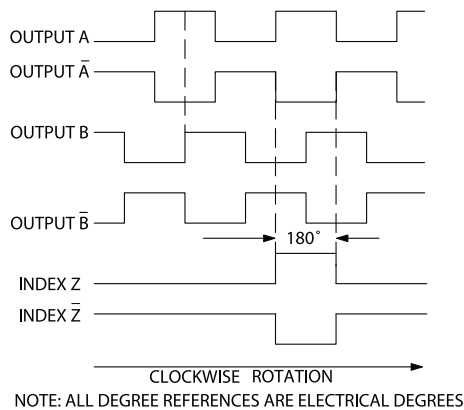 OUTPUT A
OUTPUT A̅
OUTPUT B
OUTPUT B̅
180°
INDEX Z
INDEX Z̅
CLOCKWISE ROTATION
NOTE: ALL DEGREE REFERENCES ARE ELECTRICAL DEGREES